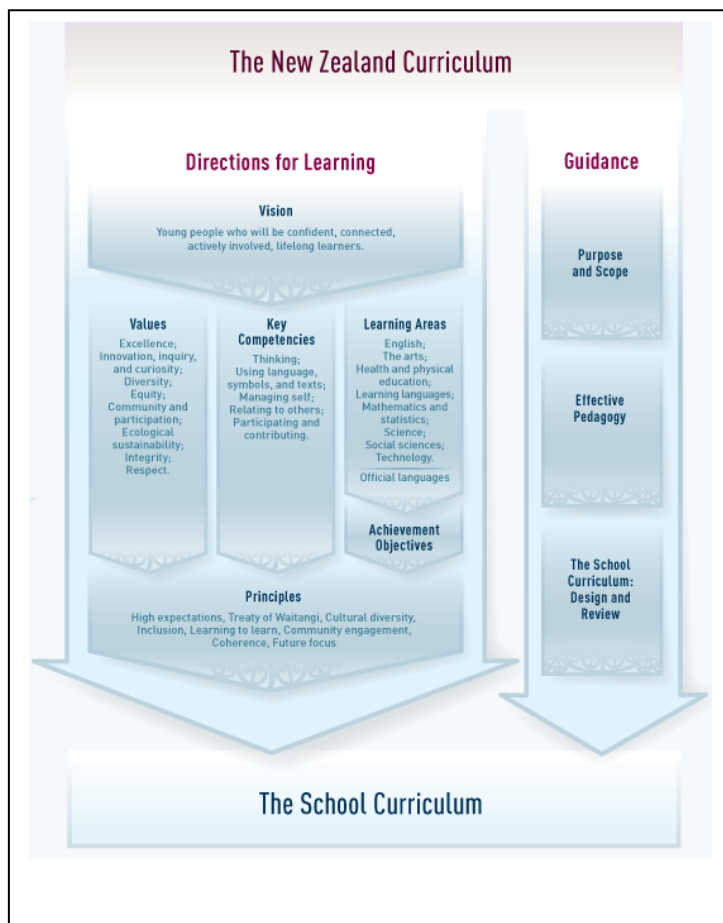 The New Zealand Curriculum
Directions for Learning
Vision
Young people who will be confident, connected,
actively involved, lifelong learners.
Values
Excellence;
Innovation, inquiry,
and curiosity;
Diversity;
Equity;
Community and
participation;
Ecological
sustainability;
Integrity;
Respect.
Key
Competencies
Thinking;
Using language,
symbols, and texts;
Managing self;
Relating to others;
Participating and
contributing.
Learning Areas
English;
The arts;
Health and physical
education;
Learning languages;
Mathematics and
statistics;
Science;
Social sciences;
Technology.
Official languages
Achievement
Objectives
Principles
High expectations, Treaty of Waitangi, Cultural diversity,
Inclusion, Learning to learn, Community engagement,
Coherence, Future focus
Guidance
Purpose
and Scope
Effective
Pedagogy
The School
Curriculum:
Design and
Review
The School Curriculum